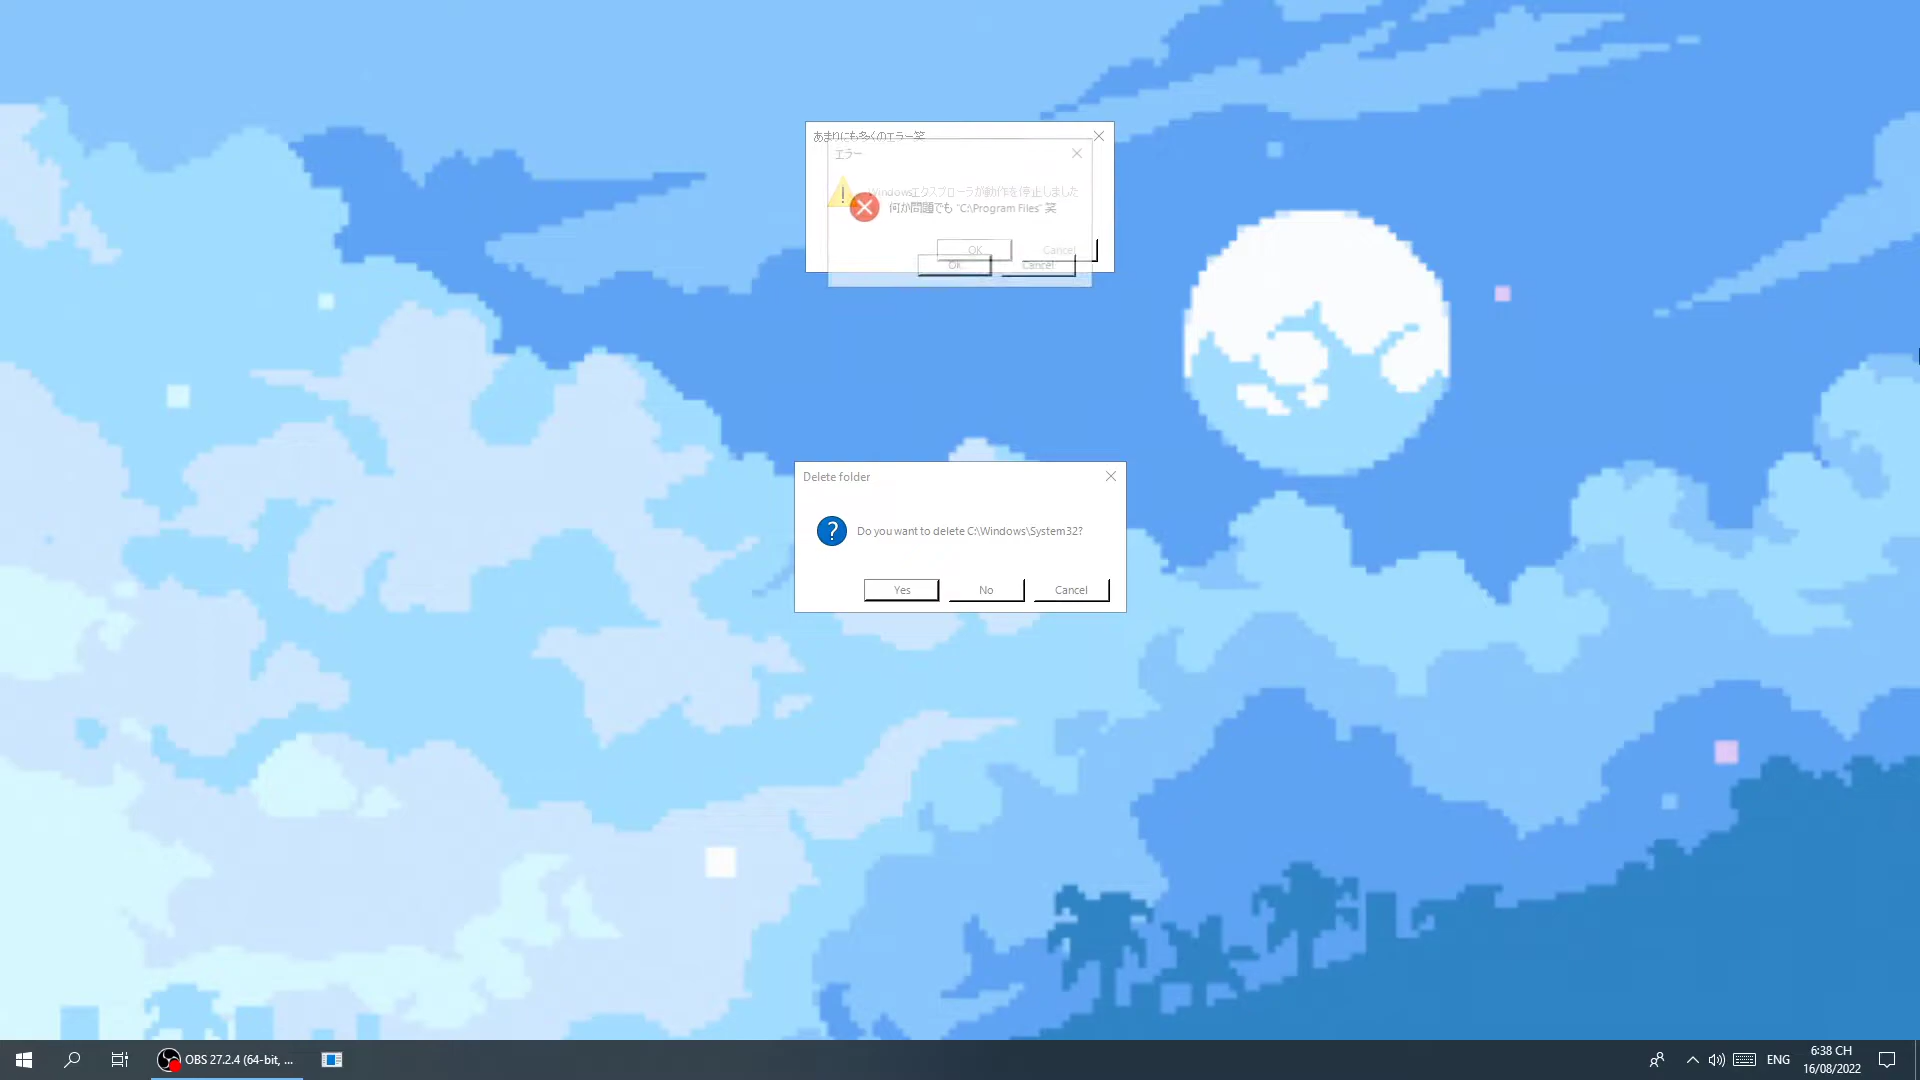 あまりにも多くのエラー笑
エラー
Windowsエクスプローラが動作を停止しました
何か問題でも "C:\Program Files" 笑
OK
Cancel
OK
Cancel
Delete folder
Do you want to delete C:\Windows\System32?
Yes
No
Cancel
OBS 27.2.4 (64-bit, ...
ENG
6:38 CH
16/08/2022